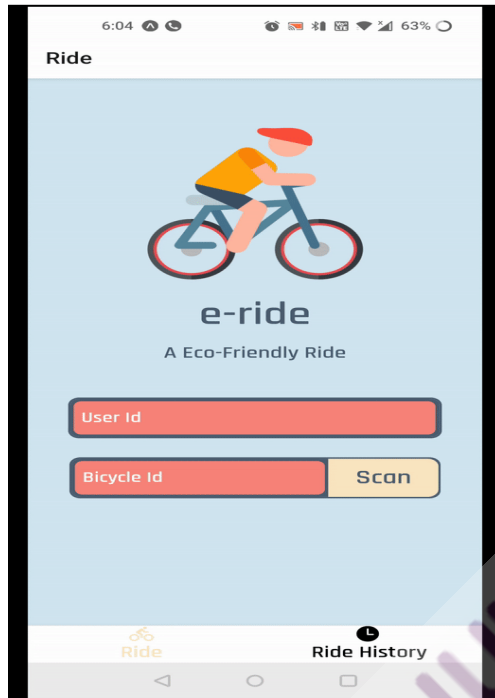 6:04 63%
Ride
e-ride
A Eco-Friendly Ride
User Id
Bicycle Id Scan
Ride Ride History